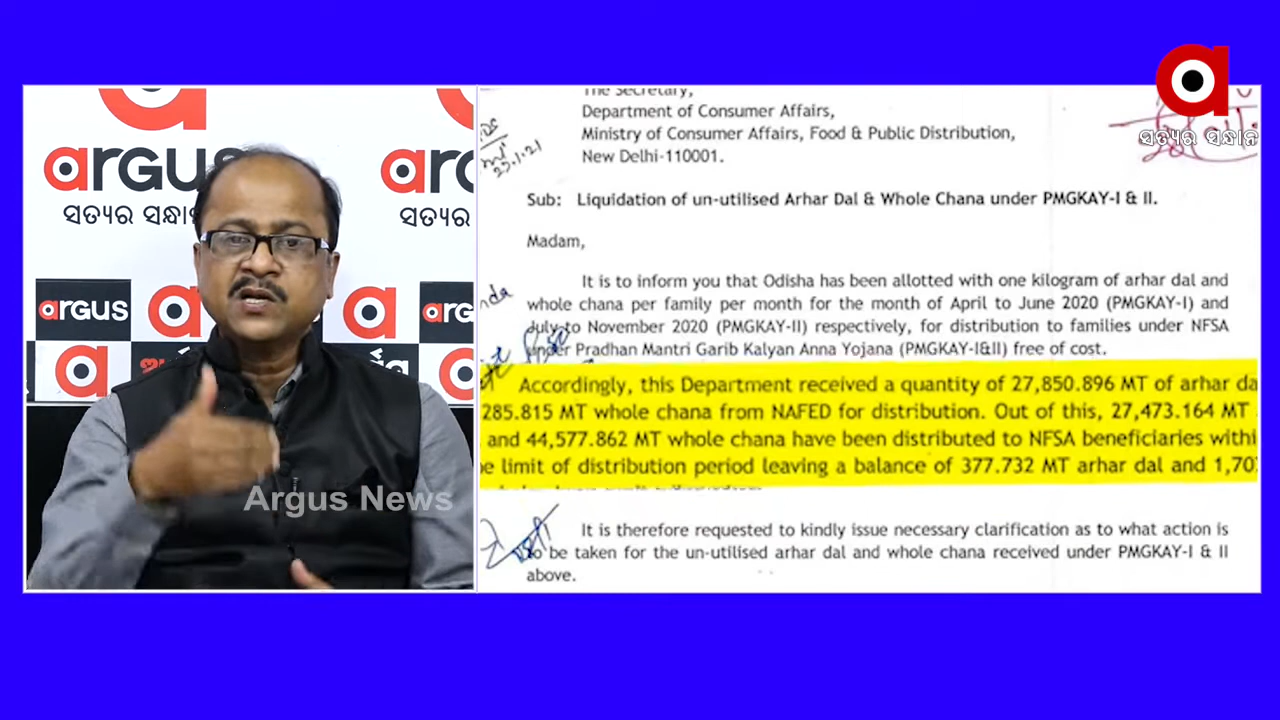 argus
ସତ୍ୟର ସନ୍ଧାନ
ସତ୍ୟର
argus
Argus News
ସତ୍ୟର ସନ୍ଧାନ
The Secretary,
Department of Consumer Affairs,
Ministry of Consumer Affairs, Food & Public Distribution,
New Delhi-110001.
Sub: Liquidation of un-utilised Arhar Dal & Whole Chana under PMGKAY-I & II.
Madam,
It is to inform you that Odisha has been allotted with one kilogram of arhar dal and
whole chana per family per month for the month of April to June 2020 (PMGKAY-I) and
July to November 2020 (PMGKAY-II) respectively, for distribution to families under NFSA
under Pradhan Mantri Garib Kalyan Anna Yojana (PMGKAY-I&II) free of cost.
Accordingly, this Department received a quantity of 27,850.896 MT of arhar da
285.815 MT whole chana from NAFED for distribution. Out of this, 27,473.164 MT
and 44,577.862 MT whole chana have been distributed to NFSA beneficiaries withi
e limit of distribution period leaving a balance of 377.732 MT arhar dal and 1,70
It is therefore requested to kindly issue necessary clarification as to what action is
to be taken for the un-utilised arhar dal and whole chana received under PMGKAY-I & II
above.